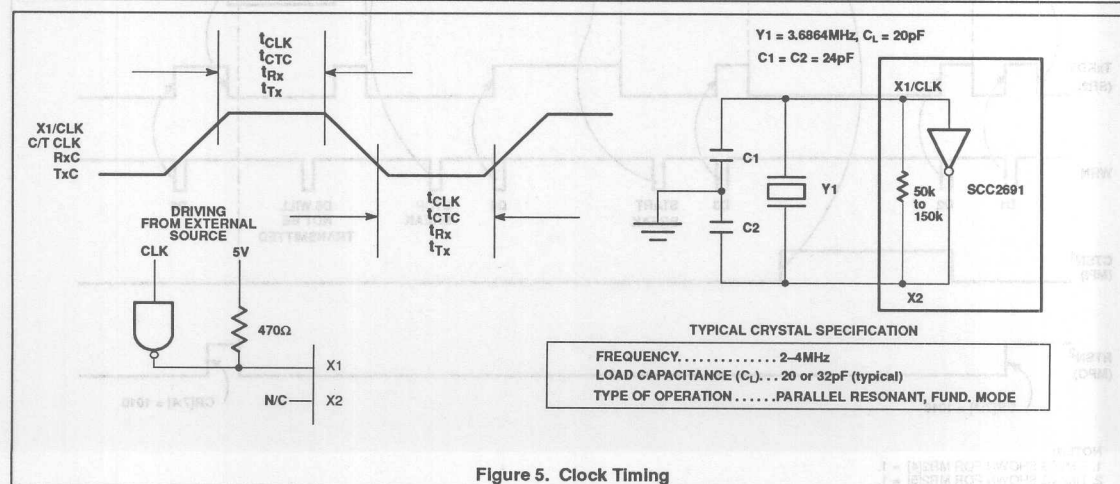 tCLK
tCTC
tRx
tTx
X1/CLK
C/T CLK
RxC
TxC
tCLK
tCTC
tRx
tTx
DRIVING
FROM EXTERNAL
SOURCE
CLK
5V
470Ω
X1
N/C
X2
Y1 = 3.6864MHz, CL = 20pF
C1 = C2 = 24pF
X1/CLK
C1
Y1
50k
to
150k
SCC2691
C2
X2
TYPICAL CRYSTAL SPECIFICATION
FREQUENCY.............. 2–4MHz
LOAD CAPACITANCE (CL)... 20 or 32pF (typical)
TYPE OF OPERATION ......PARALLEL RESONANT, FUND. MODE
Figure 5. Clock Timing